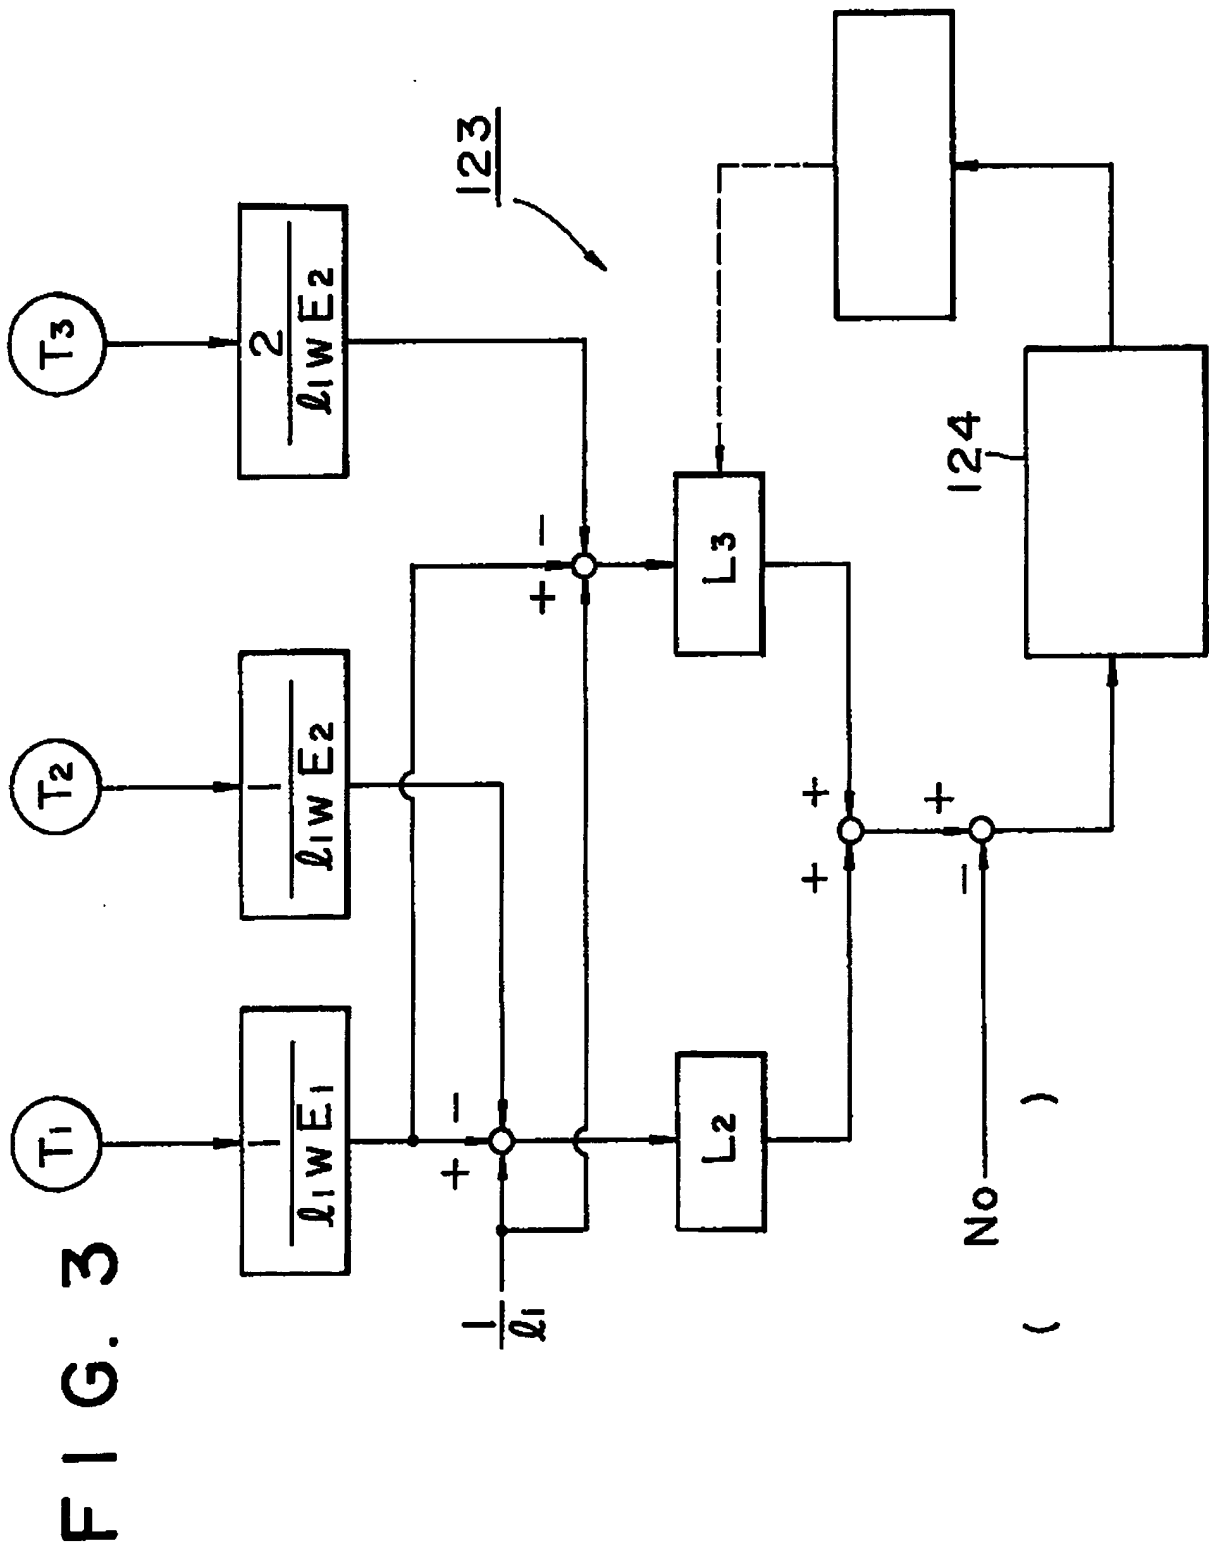 FIG. 3
T1
T2
T3
1
ℓ1WE1
1
ℓ1WE2
2
ℓ1WE2
123
+
-
+
-
1
ℓ1
L2
L3
+
+
+
-
No
124
( )